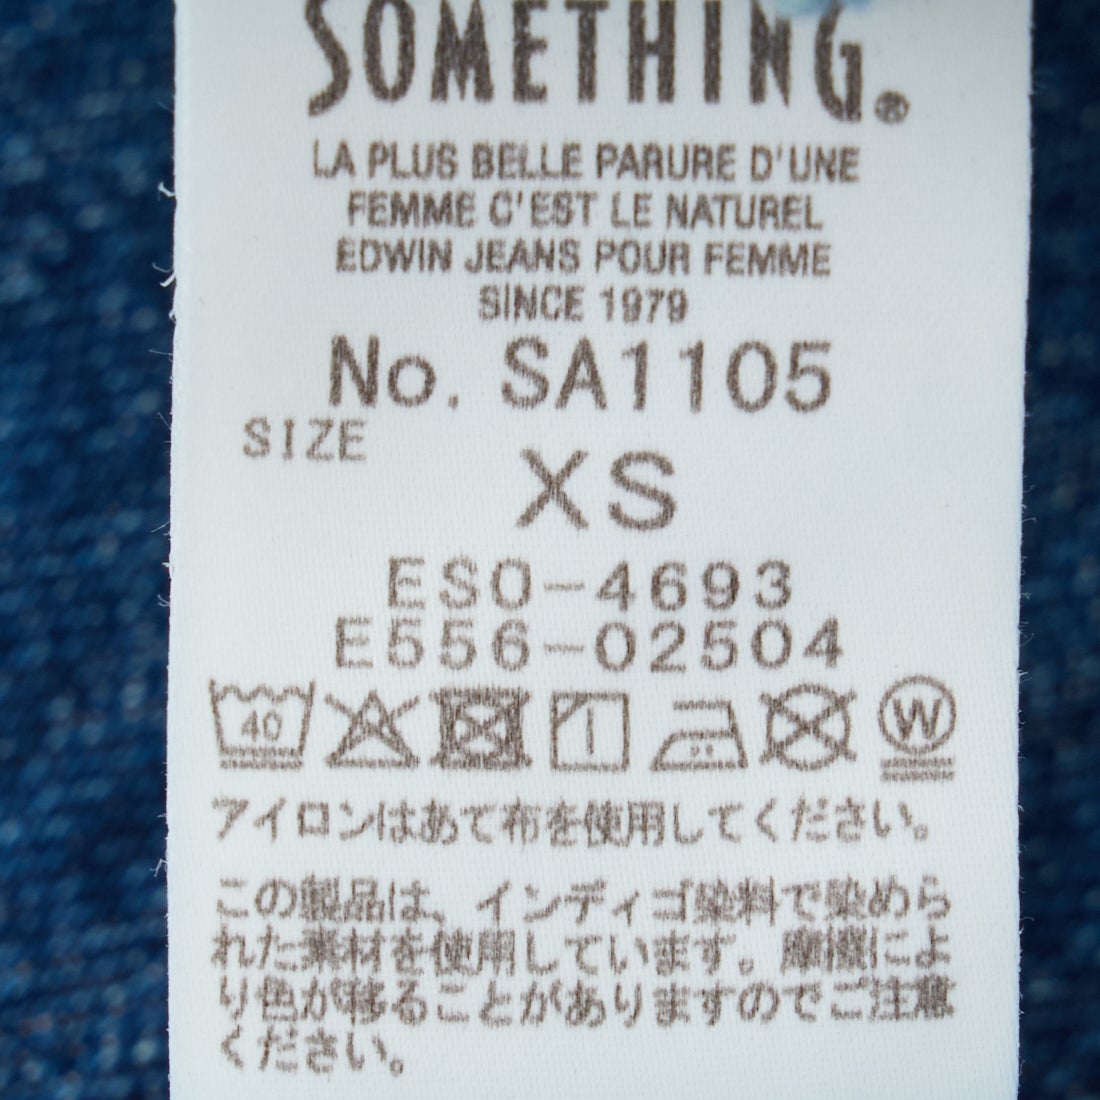 SOMETHING®
LA PLUS BELLE PARURE D'UNE
FEMME C'EST LE NATUREL
EDWIN JEANS POUR FEMME
SINCE 1979
No. SA1105
SIZE
XS
ESO-4693
E556-02504
40 W
アイロンはあて布を使用してください。
この製品は、インディゴ染料で染めら
れた素材を使用しています。摩擦によ
り色が移ることがありますのでご注意
ください。